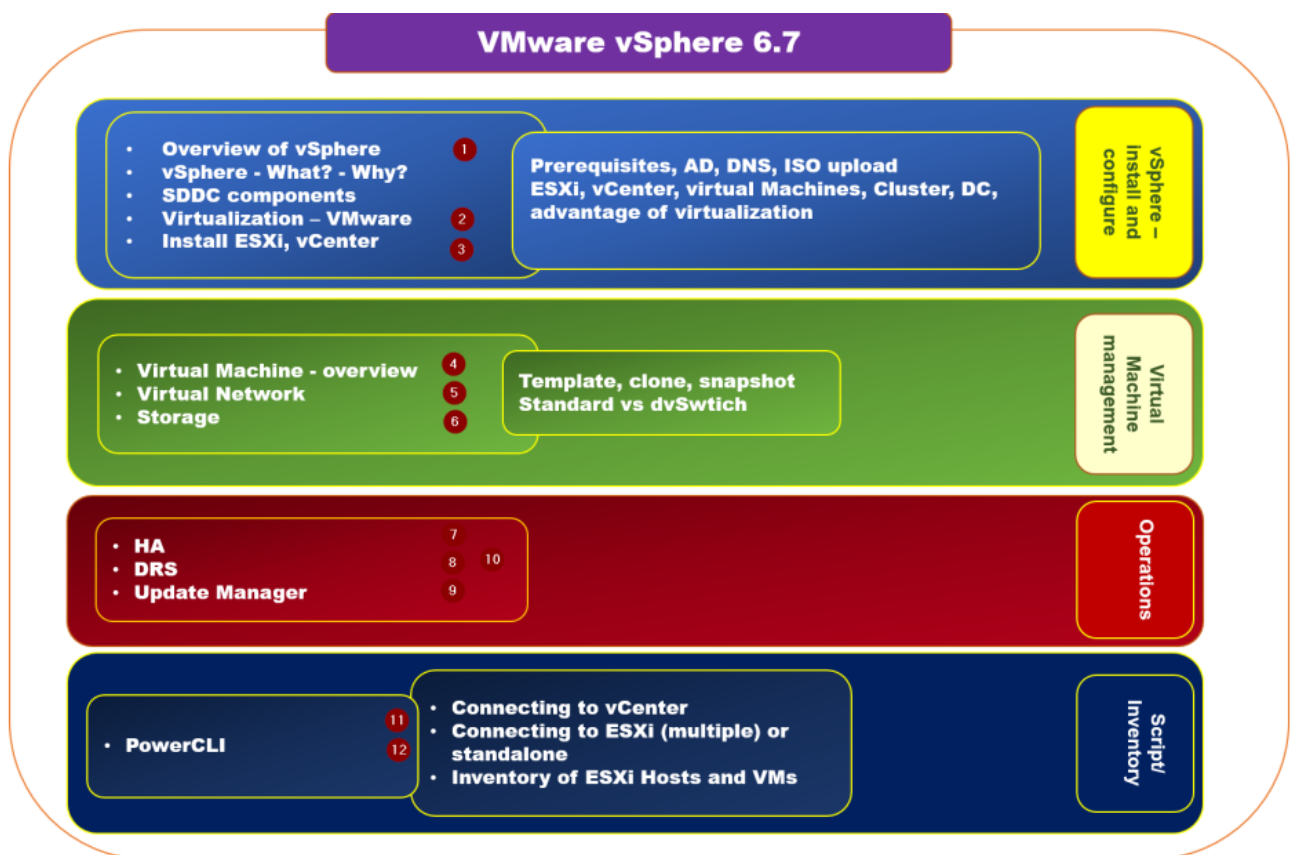 VMware vSphere 6.7
• Overview of vSphere 1
• vSphere - What? - Why?
• SDDC components
• Virtualization – VMware 2
• Install ESXi, vCenter 3
Prerequisites, AD, DNS, ISO upload
ESXi, vCenter, virtual Machines, Cluster, DC,
advantage of virtualization
vSphere –
install and
configure
• Virtual Machine - overview 4
• Virtual Network 5
• Storage 6
Template, clone, snapshot
Standard vs dvSwtich
Virtual
Machine
management
• HA 7
• DRS 8 10
• Update Manager 9
Operations
• PowerCLI 11
12
• Connecting to vCenter
• Connecting to ESXi (multiple) or
standalone
• Inventory of ESXi Hosts and VMs
Script/
Inventory